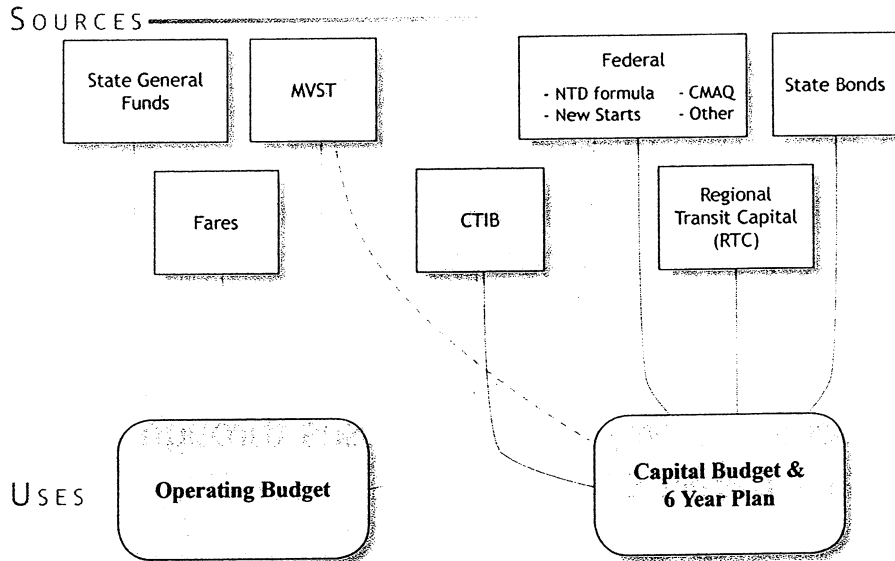 SOURCES
State General
Funds
MVST
Federal
- NTD formula - CMAQ
- New Starts - Other
State Bonds
Fares
CTIB
Regional
Transit Capital
(RTC)
USES
Operating Budget
Capital Budget &
6 Year Plan